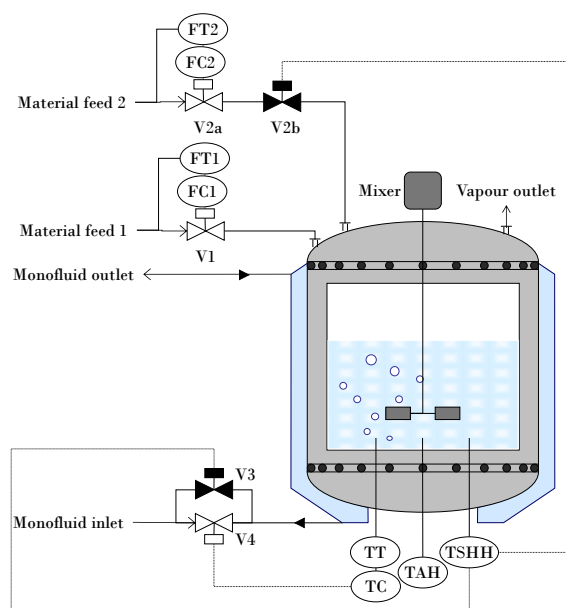 FT2
FC2
Material feed 2
V2a
V2b
FT1
Mixer
Vapour outlet
FC1
Material feed 1
V1
Monofluid outlet
V3
Monofluid inlet
V4
TT
TSHH
TAH
TC